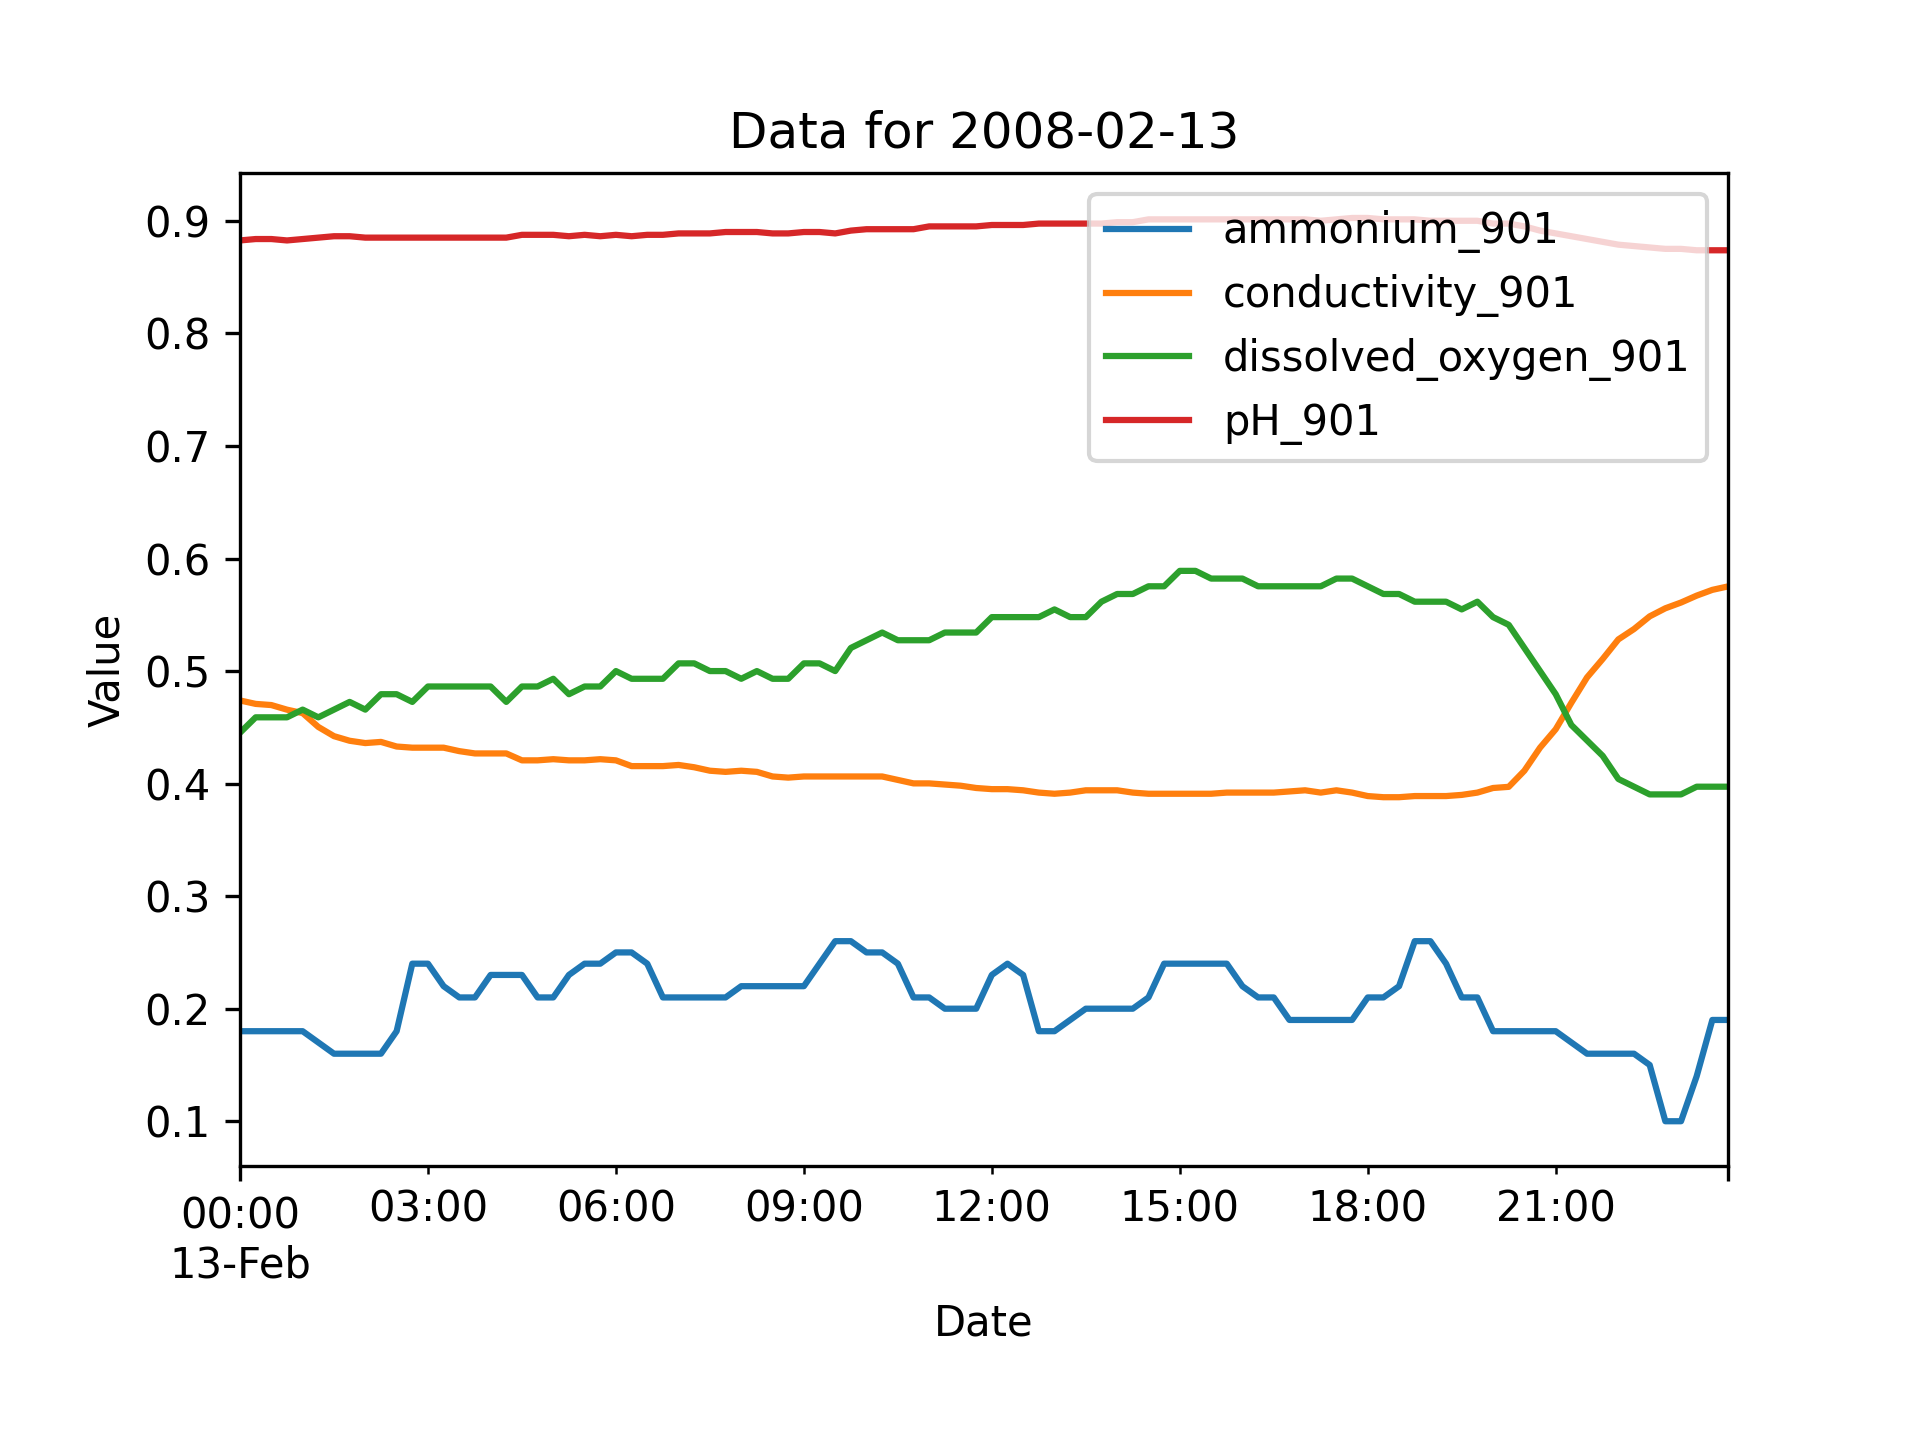 Data for 2008-02-13
ammonium_901
conductivity_901
dissolved_oxygen_901
pH_901
Value
0.9
0.8
0.7
0.6
0.5
0.4
0.3
0.2
0.1
00:00 03:00 06:00 09:00 12:00 15:00 18:00 21:00
13-Feb
Date